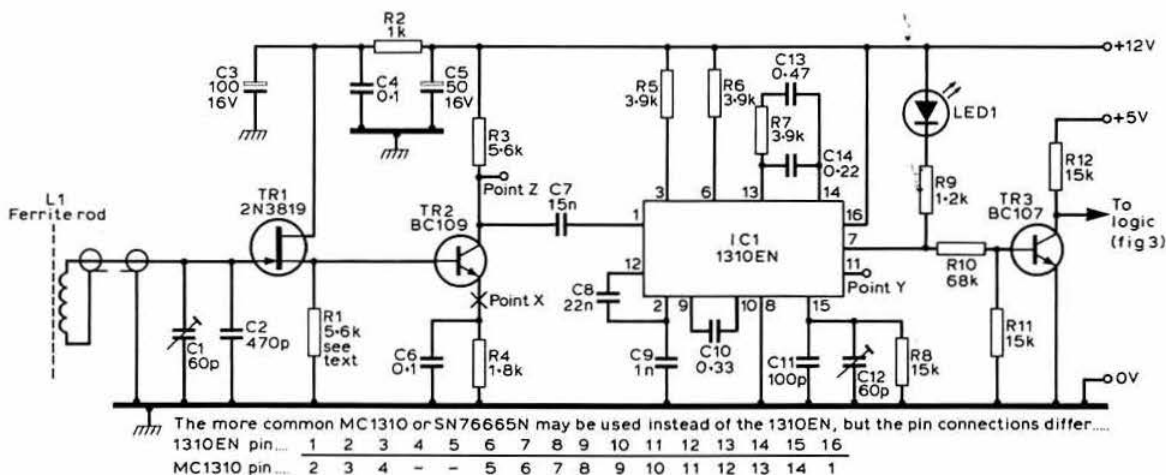 R2
1k
+12V
C3
100
16V
C4
0·1
C5
50
16V
R3
5·6k
Point Z
R5
3·9k
R6
3·9k
C13
0·47
R7
3·9k
C14
0·22
LED1
R9
1·2k
+5V
R12
15k
L1
Ferrite rod
TR1
2N3819
TR2
BC109
C7
15n
3
6
13
14
1
16
7
12
11
IC1
1310EN
2
9
10
8
15
Point Y
TR3
BC107
To
logic
(fig 3)
R10
68k
Point X
C8
22n
C1
60p
C2
470p
R1
5·6k
see
text
C6
0·1
R4
1·8k
C9
1n
C10
0·33
C11
100p
C12
60p
R8
15k
R11
15k
0V
The more common MC1310 or SN76665N may be used instead of the 1310EN, but the pin connections differ.....
1310EN pin.... 1 2 3 4 5 6 7 8 9 10 11 12 13 14 15 16
MC1310 pin.... 2 3 4 - - 5 6 7 8 9 10 11 12 13 14 1